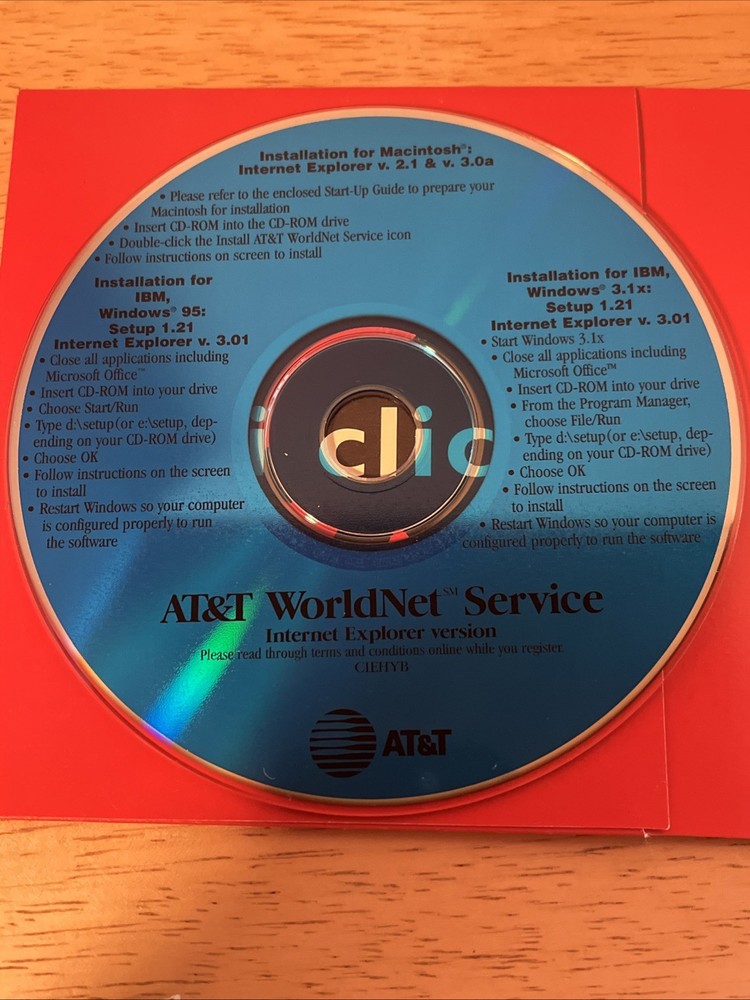 Installation for Macintosh®:
Internet Explorer v. 2.1 & v. 3.0a
• Please refer to the enclosed Start-Up Guide to prepare your
Macintosh for installation
• Insert CD-ROM into the CD-ROM drive
• Double-click the Install AT&T WorldNet Service icon
• Follow instructions on screen to install
Installation for
IBM,
Windows® 95:
Setup 1.21
Internet Explorer v. 3.01
• Close all applications including
Microsoft Office™
• Insert CD-ROM into your drive
• Choose Start/Run
• Type d:\setup(or e:\setup, dep-
ending on your CD-ROM drive)
• Choose OK
• Follow instructions on the screen
to install
• Restart Windows so your computer
is configured properly to run
the software
Installation for IBM,
Windows® 3.1x:
Setup 1.21
Internet Explorer v. 3.01
• Start Windows 3.1x
• Close all applications including
Microsoft Office™
• Insert CD-ROM into your drive
• From the Program Manager,
choose File/Run
• Type d:\setup(or e:\setup, dep-
ending on your CD-ROM drive)
• Choose OK
• Follow instructions on the screen
to install
• Restart Windows so your computer is
configured properly to run the software
i clic
AT&T WorldNet℠ Service
Internet Explorer version
Please read through terms and conditions online while you register.
CIEHYB
AT&T